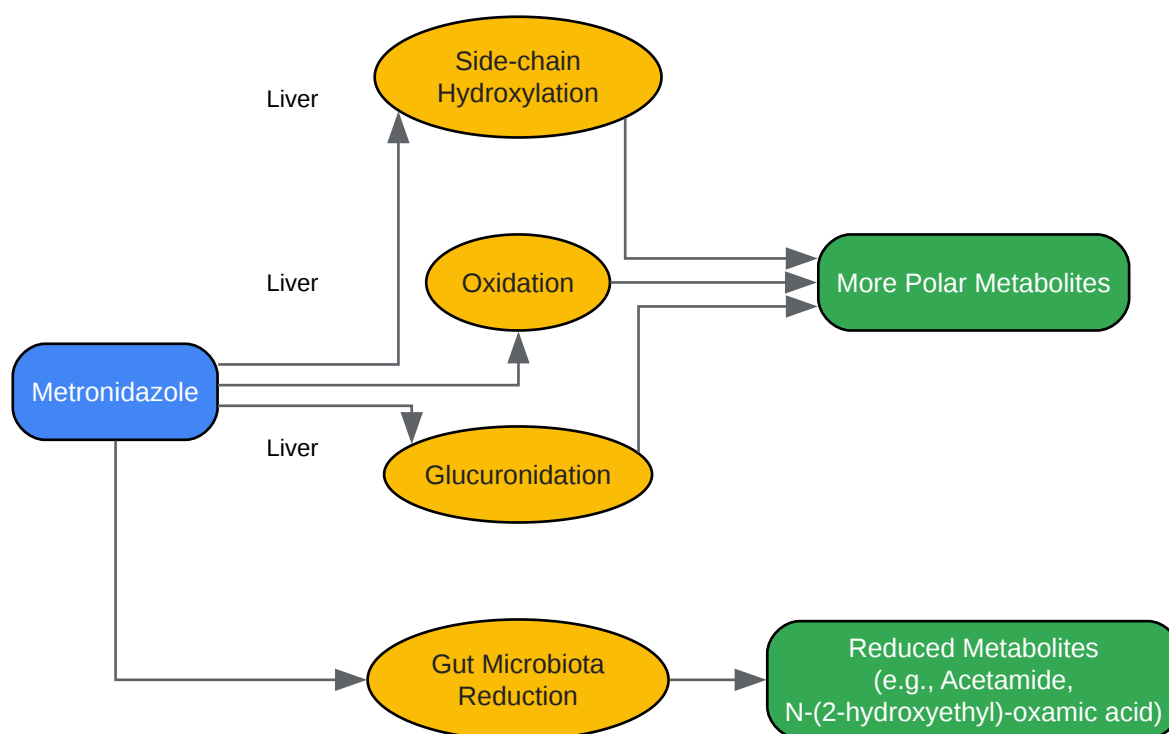 Side-chain
Hydroxylation
Liver
Liver
Oxidation
More Polar Metabolites
Metronidazole
Liver
Glucuronidation
Gut Microbiota
Reduction
Reduced Metabolites
(e.g., Acetamide,
N-(2-hydroxyethyl)-oxamic acid)